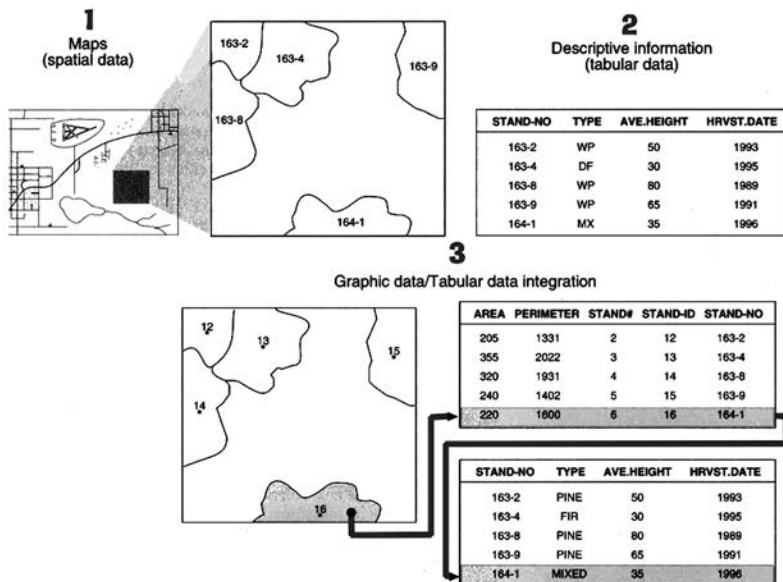 1
Maps
(spatial data)
163-2
163-4
163-9
163-8
164-1
2
Descriptive information
(tabular data)
STAND-NO TYPE AVE.HEIGHT HRVST.DATE
163-2 WP 50 1993
163-4 DF 30 1995
163-8 WP 80 1989
163-9 WP 65 1991
164-1 MX 35 1996
3
Graphic data/Tabular data integration
12
13
15
14
16
AREA PERIMETER STAND# STAND-ID STAND-NO
205 1331 2 12 163-2
355 2022 3 13 163-4
320 1931 4 14 163-8
240 1402 5 15 163-9
220 1600 6 16 164-1
STAND-NO TYPE AVE.HEIGHT HRVST.DATE
163-2 PINE 50 1993
163-4 FIR 30 1995
163-8 PINE 80 1989
163-9 PINE 65 1991
164-1 MIXED 35 1996